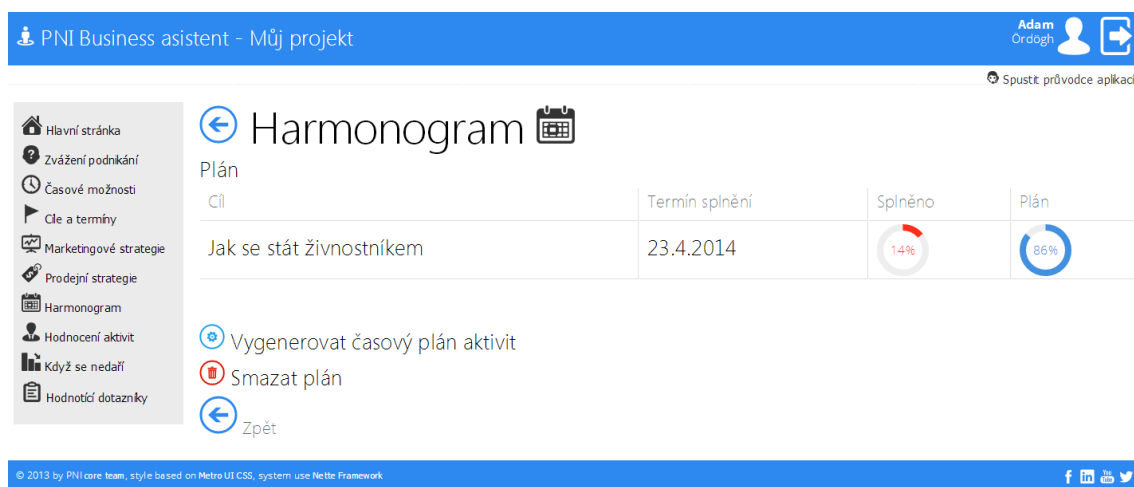 PNI Business asistent - Můj projekt
Adam
Ördögh
Spustit průvodce aplikací
Hlavní stránka
Zvážení podnikání
Časové možnosti
Cíle a termíny
Marketingové strategie
Prodejní strategie
Harmonogram
Hodnocení aktivit
Když se nedaří
Hodnotící dotazníky
Harmonogram
Plán
Cíl Termín splnění Splněno Plán
Jak se stát živnostníkem 23.4.2014 14% 86%
Vygenerovat časový plán aktivit
Smazat plán
Zpět
© 2013 by PNI core team, style based on Metro UI CSS, system use Nette Framework